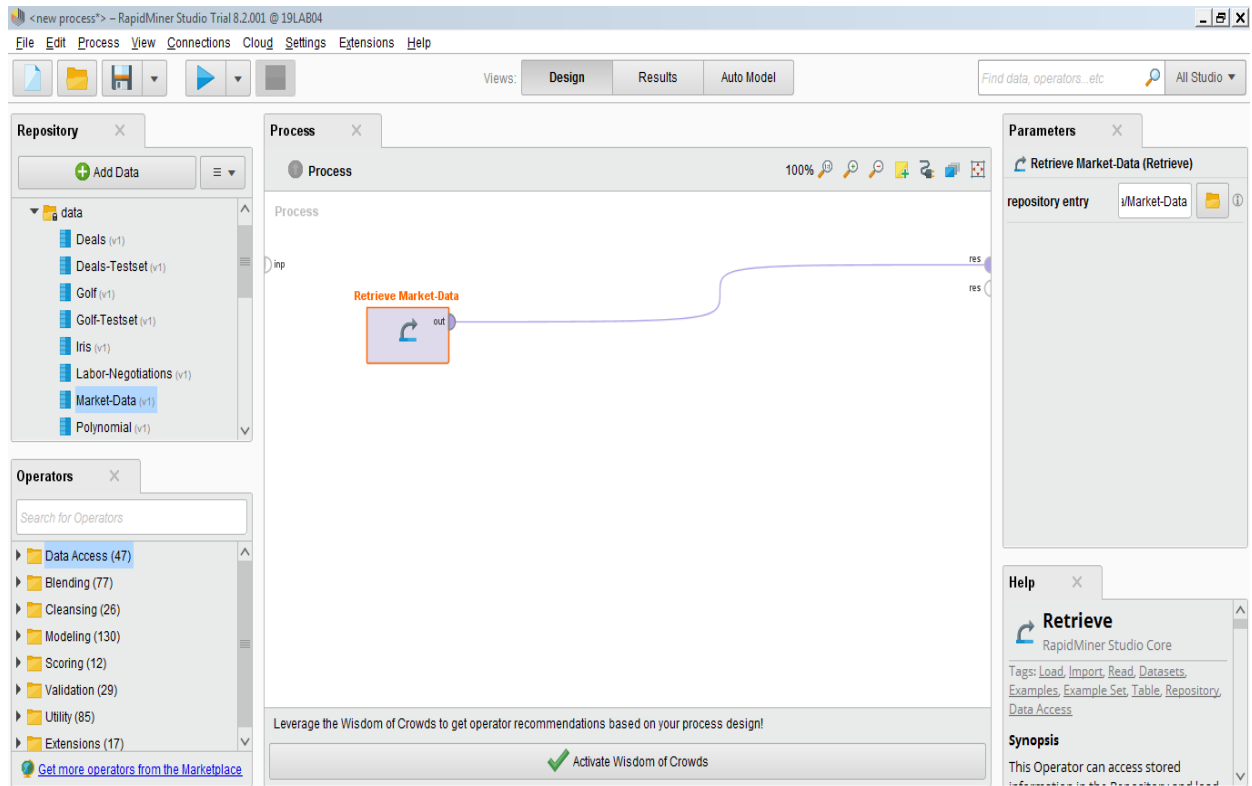 <new process*> – RapidMiner Studio Trial 8.2.001 @ 19LAB04
File Edit Process View Connections Cloud Settings Extensions Help
Views: Design Results Auto Model
Find data, operators...etc
All Studio
Repository
Add Data
data
Deals (v1)
Deals-Testset (v1)
Golf (v1)
Golf-Testset (v1)
Iris (v1)
Labor-Negotiations (v1)
Market-Data (v1)
Polynomial (v1)
Operators
Search for Operators
Data Access (47)
Blending (77)
Cleansing (26)
Modeling (130)
Scoring (12)
Validation (29)
Utility (85)
Extensions (17)
Get more operators from the Marketplace
Process
Process
100%
Process
inp
res
res
Retrieve Market-Data
out
Leverage the Wisdom of Crowds to get operator recommendations based on your process design!
Activate Wisdom of Crowds
Parameters
Retrieve Market-Data (Retrieve)
repository entry
/Market-Data
Help
Retrieve
RapidMiner Studio Core
Tags: Load, Import, Read, Datasets,
Examples, Example Set, Table, Repository,
Data Access
Synopsis
This Operator can access stored